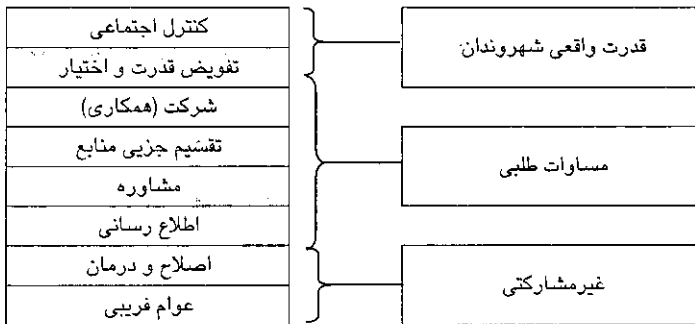 کنترل اجتماعی
تفویض قدرت و اختیار
شرکت (همکاری)
تقسیم جزیی منابع
مشاوره
اطلاع رسانی
اصلاح و درمان
عوام فریبی
قدرت واقعی شهروندان
مساوات طلبی
غیرمشارکتی